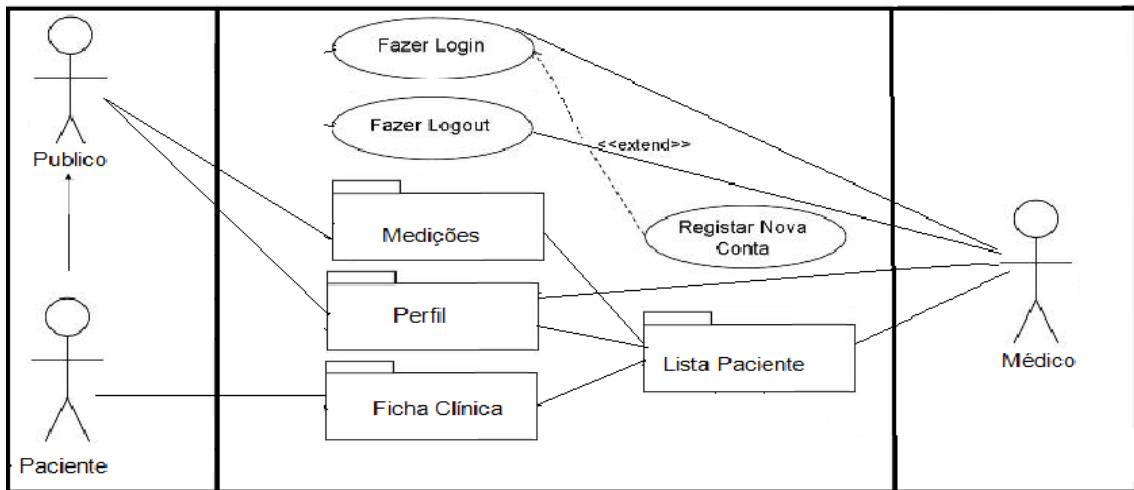 Fazer Login
Fazer Logout
<<extend>>
Publico
Medições
Registar Nova
Conta
Perfil
Lista Paciente
Médico
Ficha Clínica
Paciente